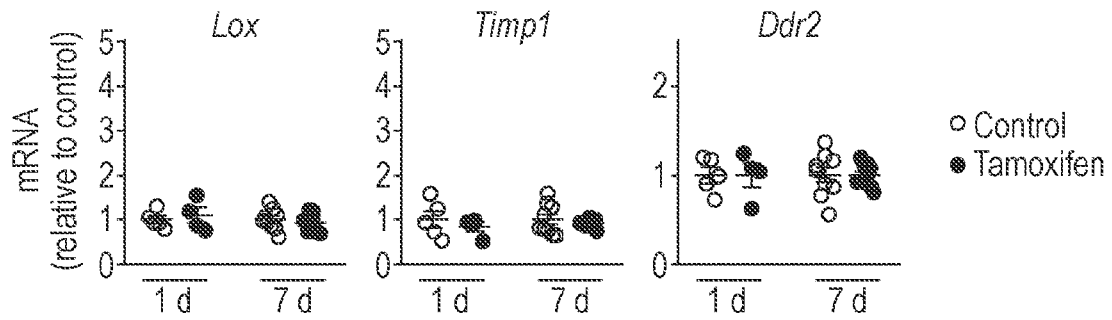 Lox
Timp1
Ddr2
mRNA
(relative to control)
5
4
3
2
1
0
1 d
7 d
5
4
3
2
1
0
1 d
7 d
2
1
0
1 d
7 d
Control
Tamoxifen